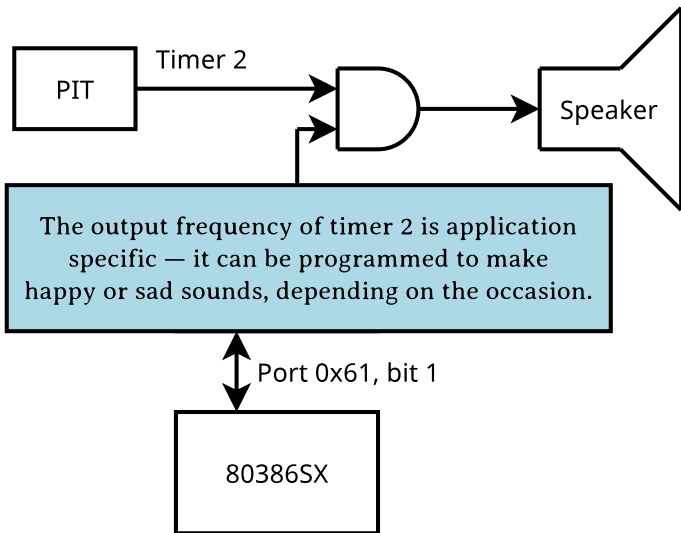 Timer 2
PIT
Speaker
The output frequency of timer 2 is application
specific — it can be programmed to make
happy or sad sounds, depending on the occasion.
Port 0x61, bit 1
80386SX